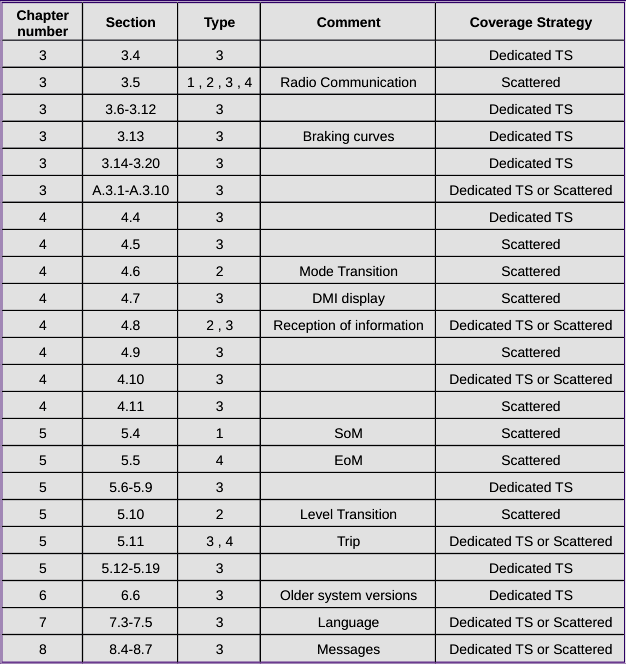 Chapter number Section Type Comment Coverage Strategy
3 3.4 3 Dedicated TS
3 3.5 1 , 2 , 3 , 4 Radio Communication Scattered
3 3.6-3.12 3 Dedicated TS
3 3.13 3 Braking curves Dedicated TS
3 3.14-3.20 3 Dedicated TS
3 A.3.1-A.3.10 3 Dedicated TS or Scattered
4 4.4 3 Dedicated TS
4 4.5 3 Scattered
4 4.6 2 Mode Transition Scattered
4 4.7 3 DMI display Scattered
4 4.8 2 , 3 Reception of information Dedicated TS or Scattered
4 4.9 3 Scattered
4 4.10 3 Dedicated TS or Scattered
4 4.11 3 Scattered
5 5.4 1 SoM Scattered
5 5.5 4 EoM Scattered
5 5.6-5.9 3 Dedicated TS
5 5.10 2 Level Transition Scattered
5 5.11 3 , 4 Trip Dedicated TS or Scattered
5 5.12-5.19 3 Dedicated TS
6 6.6 3 Older system versions Dedicated TS
7 7.3-7.5 3 Language Dedicated TS or Scattered
8 8.4-8.7 3 Messages Dedicated TS or Scattered